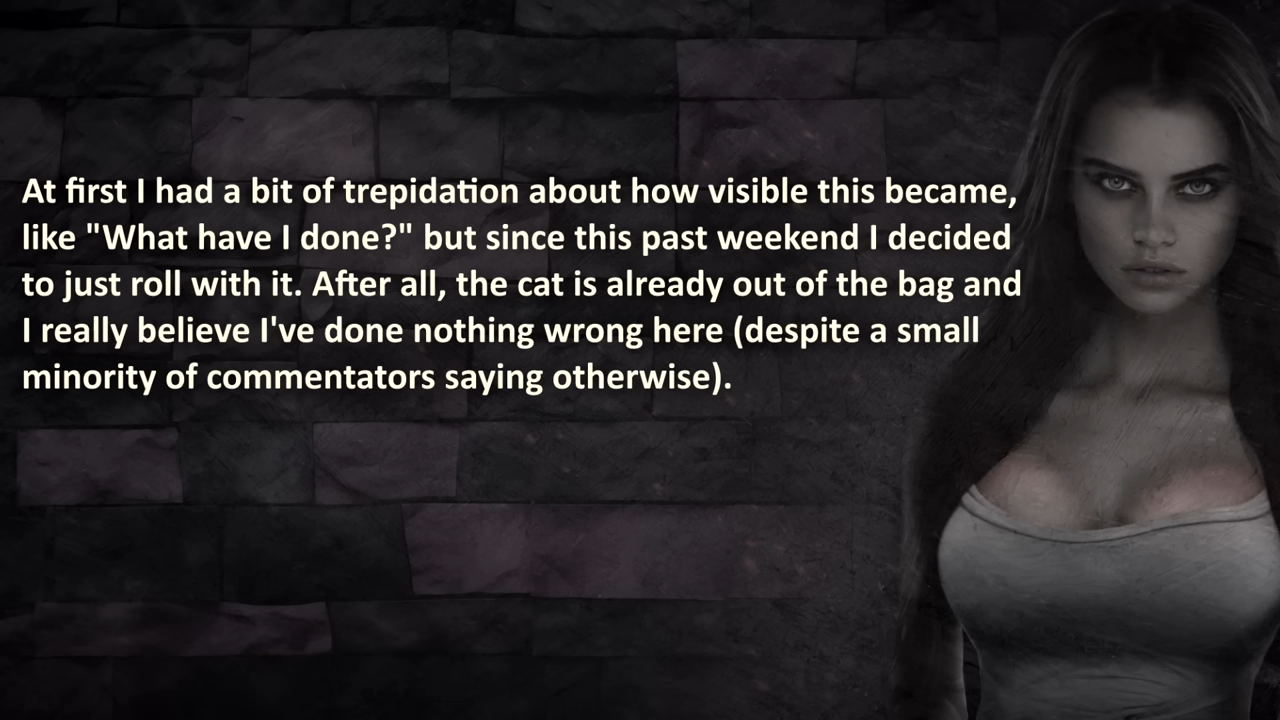 At first I had a bit of trepidation about how visible this became,
like "What have I done?" but since this past weekend I decided
to just roll with it. After all, the cat is already out of the bag and
I really believe I've done nothing wrong here (despite a small
minority of commentators saying otherwise).